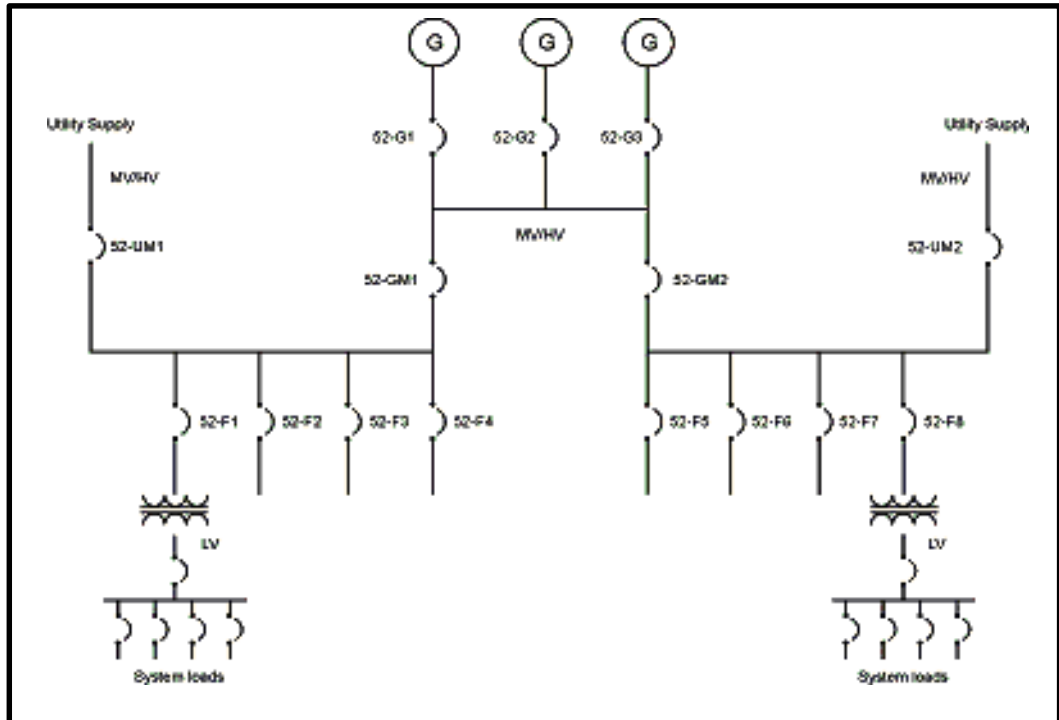 G
G
G
Utility Supply
52-G1
52-G2
52-G3
Utility Supply
MV/HV
MV/HV
52-UM1
MV/HV
52-UM2
52-GM1
52-GM2
52-F1
52-F2
52-F3
52-F4
52-F5
52-F6
52-F7
52-F8
LV
LV
System loads
System loads